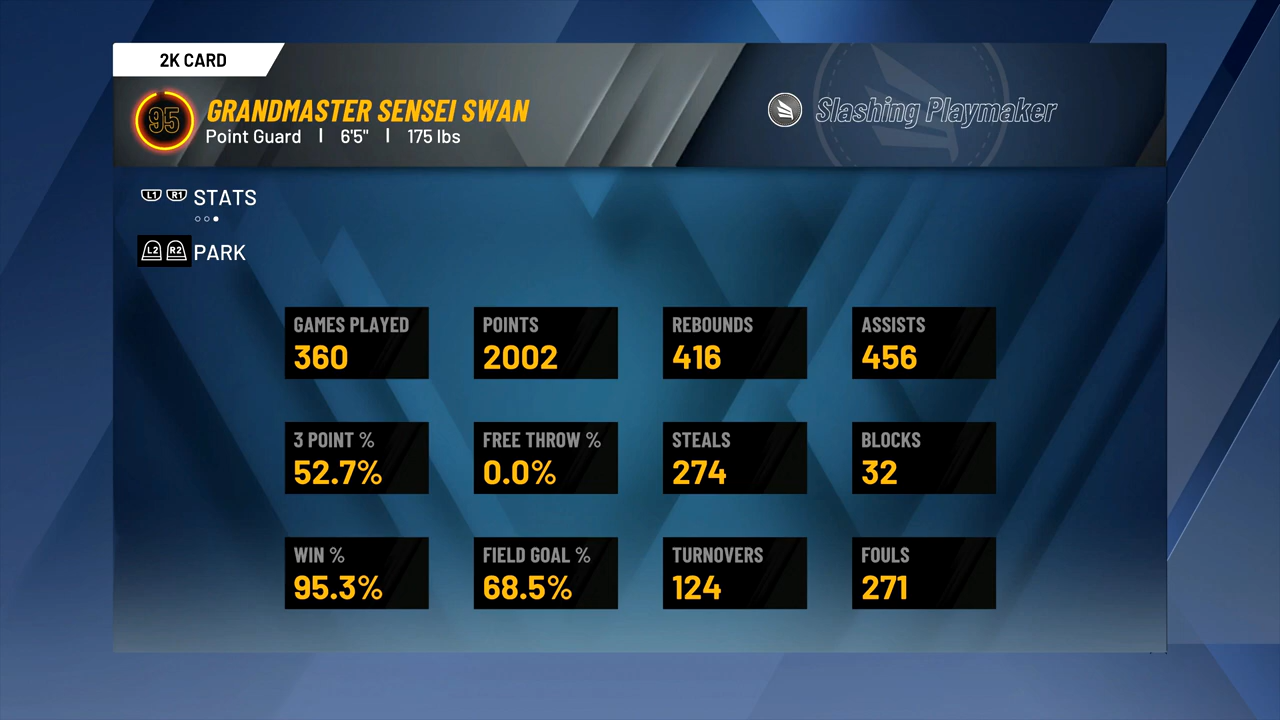 2K CARD
95
GRANDMASTER SENSEI SWAN
Point Guard | 6'5" | 175 lbs
Slashing Playmaker
L1 R1 STATS
L2 R2 PARK
GAMES PLAYED
360
POINTS
2002
REBOUNDS
416
ASSISTS
456
3 POINT %
52.7%
FREE THROW %
0.0%
STEALS
274
BLOCKS
32
WIN %
95.3%
FIELD GOAL %
68.5%
TURNOVERS
124
FOULS
271